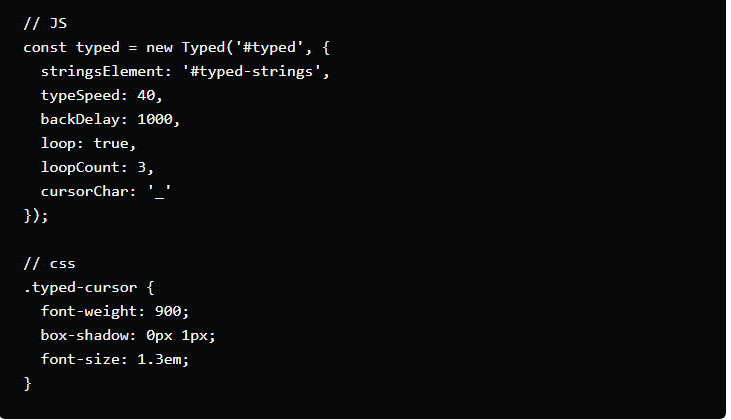 // JS
const typed = new Typed('#typed', {
  stringsElement: '#typed-strings',
  typeSpeed: 40,
  backDelay: 1000,
  loop: true,
  loopCount: 3,
  cursorChar: '_'
});
// css
.typed-cursor {
  font-weight: 900;
  box-shadow: 0px 1px;
  font-size: 1.3em;
}